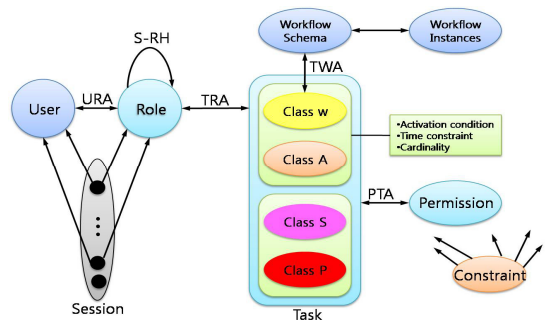 S-RH
Workflow
Schema
Workflow
Instances
User
URA
Role
TRA
TWA
Class w
Class A
•Activation condition
•Time constraint
•Cardinality
Class S
Class P
PTA
Permission
Constraint
Session
Task